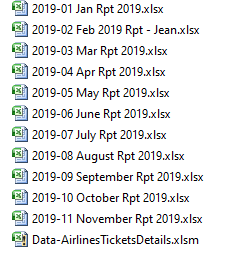 2019-01 Jan Rpt 2019.xlsx
2019-02 Feb 2019 Rpt - Jean.xlsx
2019-03 Mar Rpt 2019.xlsx
2019-04 Apr Rpt 2019.xlsx
2019-05 May Rpt 2019.xlsx
2019-06 June Rpt 2019.xlsx
2019-07 July Rpt 2019.xlsx
2019-08 August Rpt 2019.xlsx
2019-09 September Rpt 2019.xlsx
2019-10 October Rpt 2019.xlsx
2019-11 November Rpt 2019.xlsx
Data-AirlinesTicketsDetails.xlsm